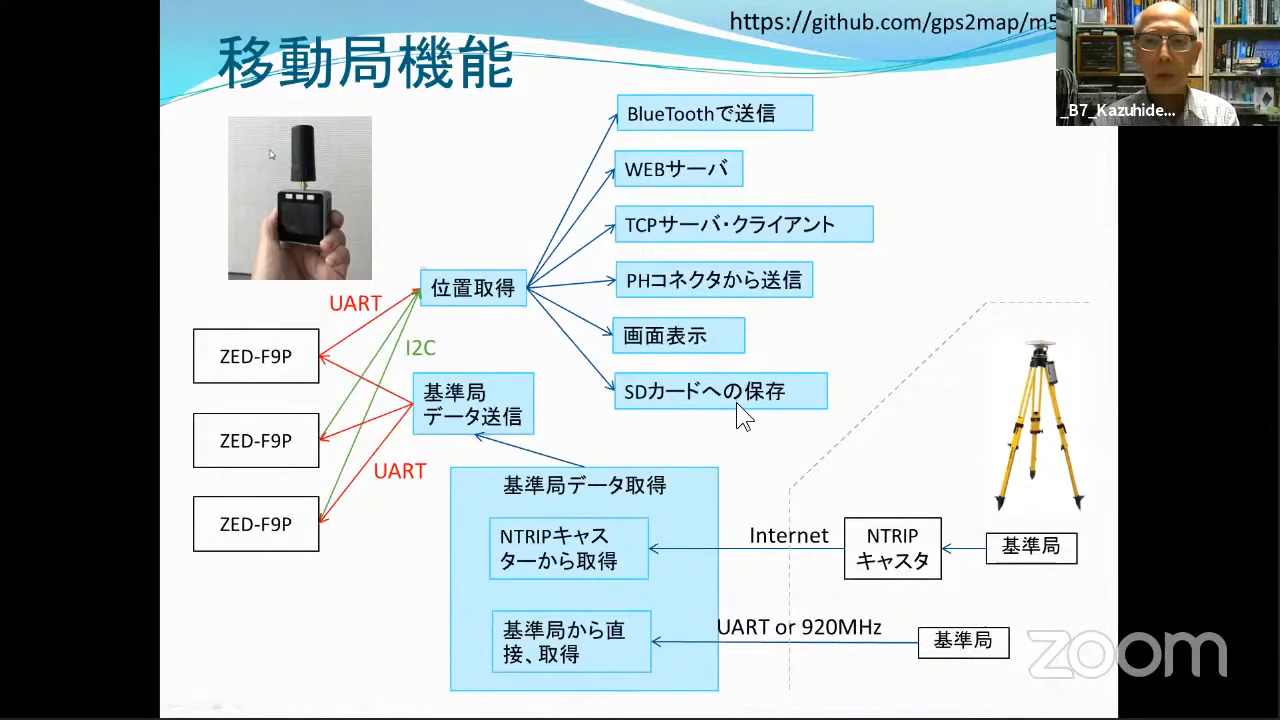 https://github.com/gps2map/m5
移動局機能
_B7_Kazuhide...
BlueToothで送信
WEBサーバ
TCPサーバ・クライアント
PHコネクタから送信
画面表示
SDカードへの保存
位置取得
UART
I2C
ZED-F9P
ZED-F9P
ZED-F9P
基準局
データ送信
UART
基準局データ取得
NTRIPキャス
ターから取得
Internet
NTRIP
キャスタ
基準局
基準局から直
接、取得
UART or 920MHz
基準局
zoom